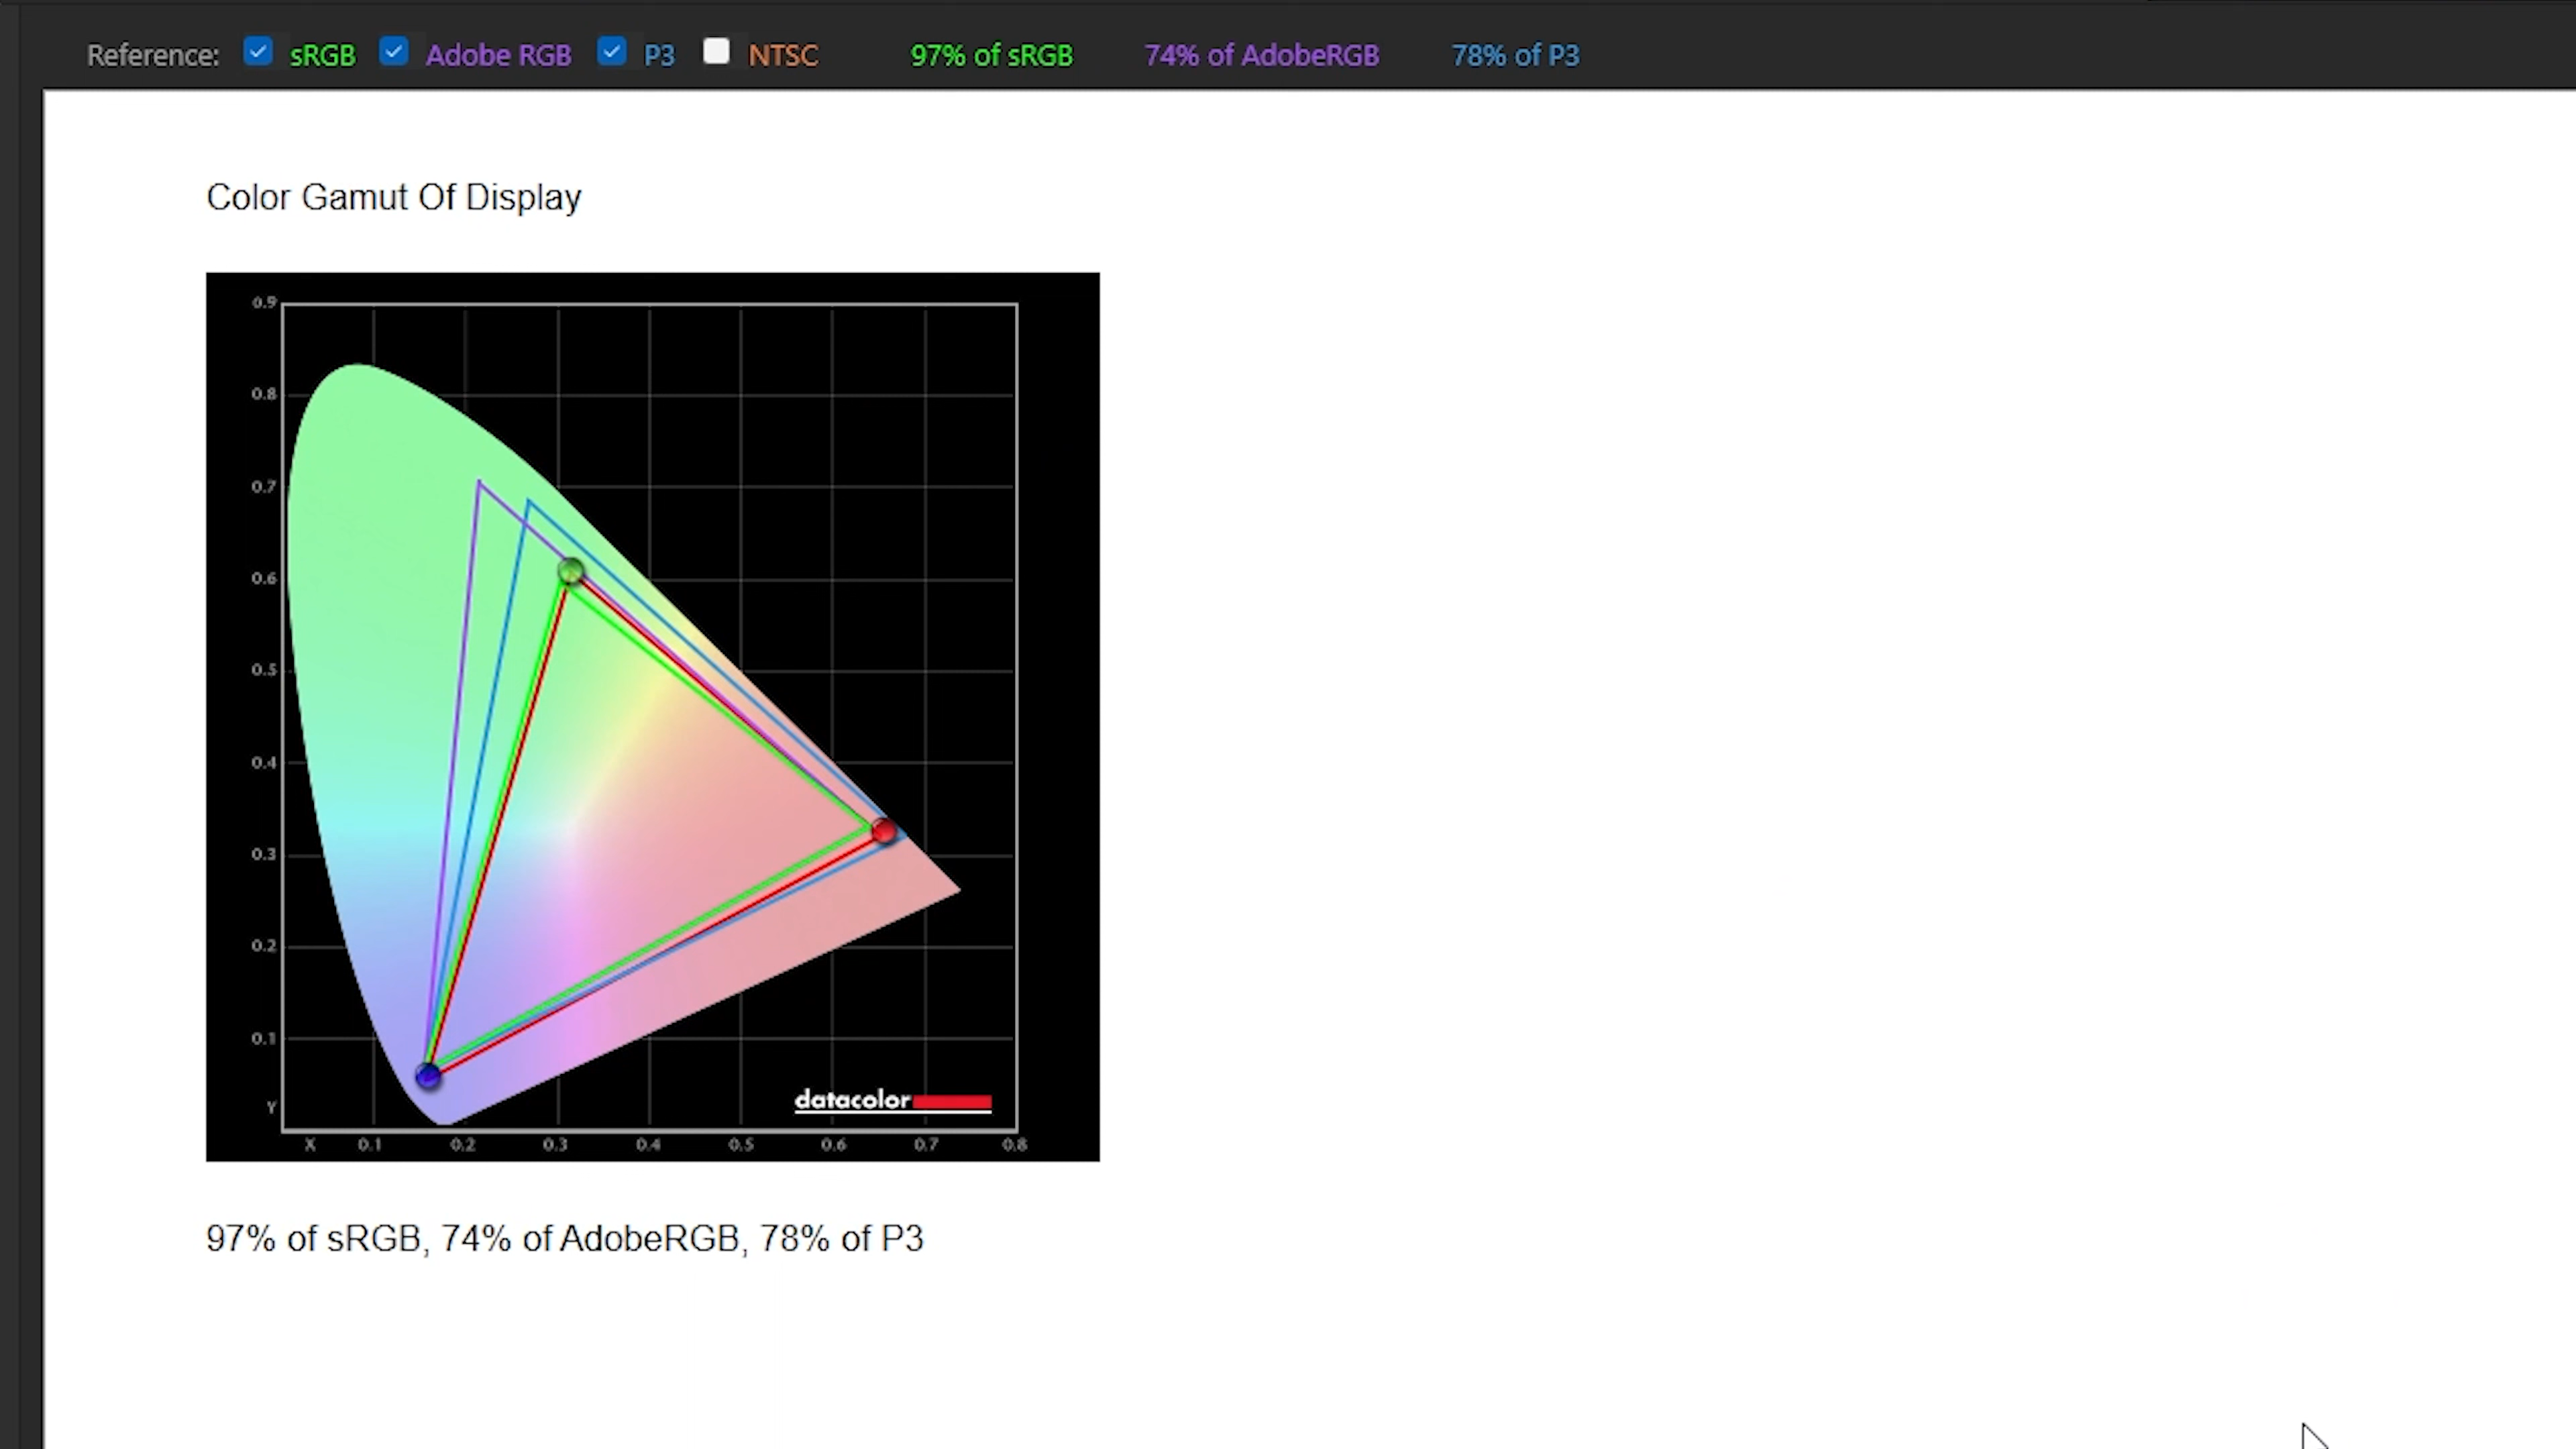 Reference: sRGB Adobe RGB P3 NTSC 97% of sRGB 74% of AdobeRGB 78% of P3
Color Gamut Of Display
0.9
0.8
0.7
0.6
0.5
0.4
0.3
0.2
0.1
Y
datacolor
X 0.1 0.2 0.3 0.4 0.5 0.6 0.7 0.8
97% of sRGB, 74% of AdobeRGB, 78% of P3